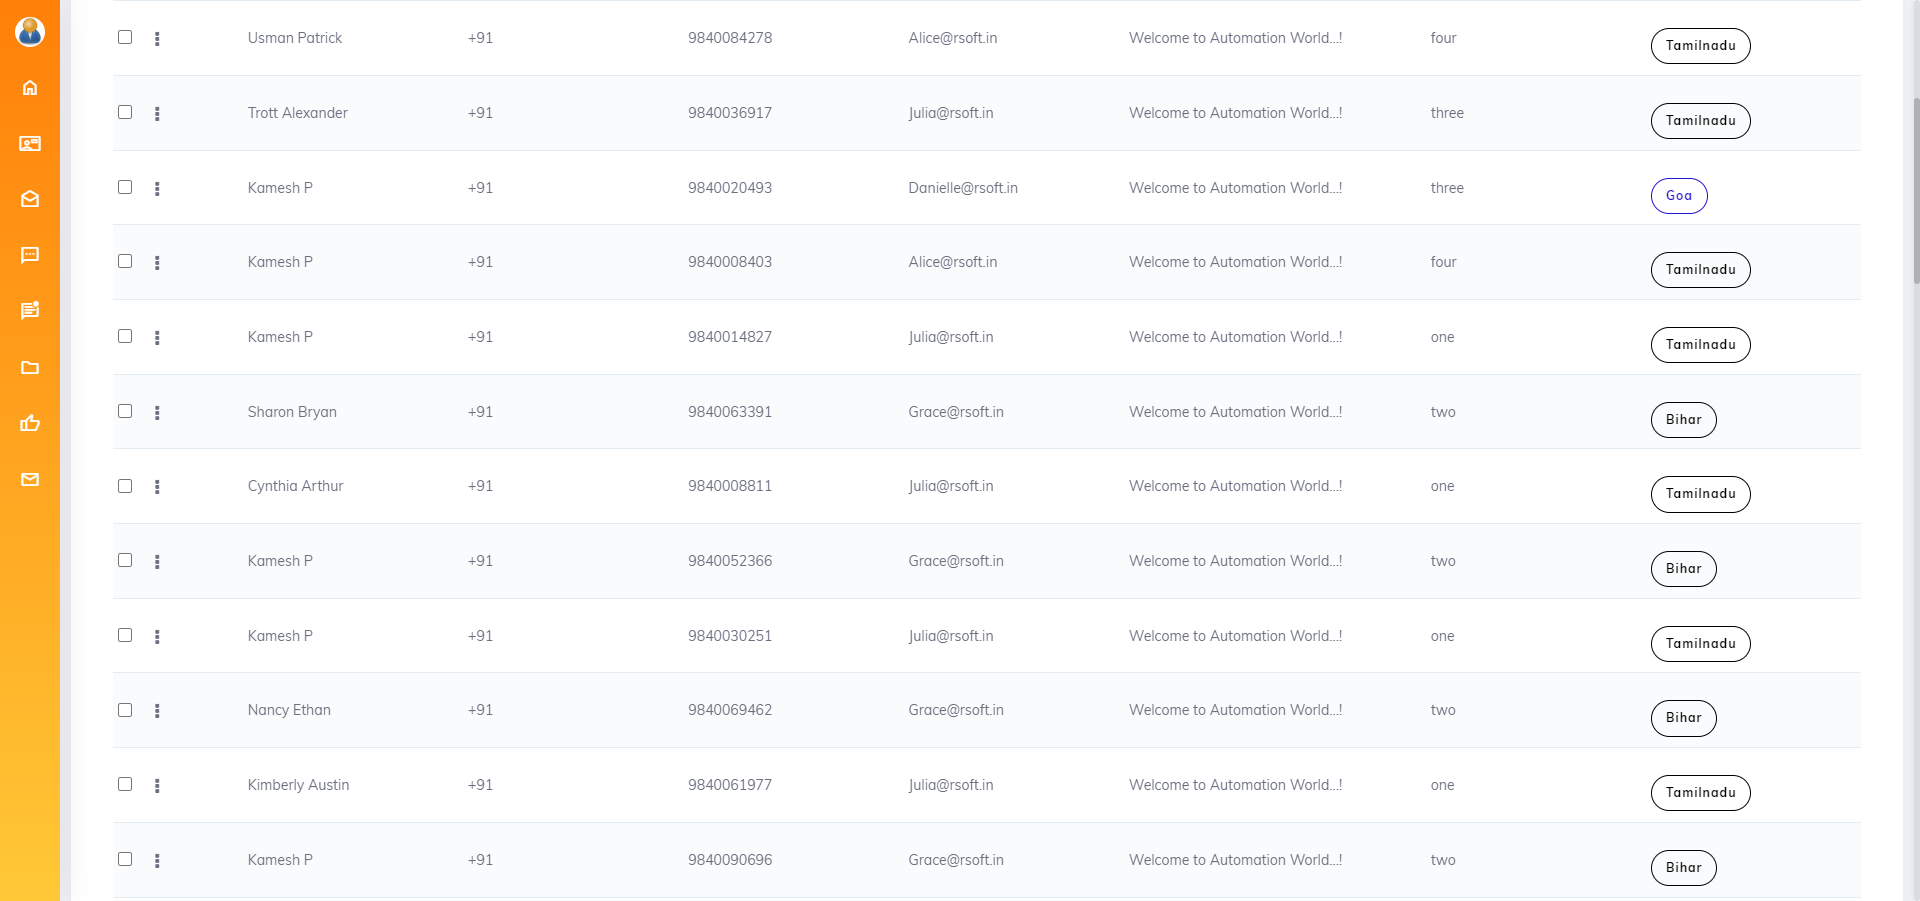 Usman Patrick +91 9840084278 Alice@rsoft.in Welcome to Automation World...! four Tamilnadu
Trott Alexander +91 9840036917 Julia@rsoft.in Welcome to Automation World...! three Tamilnadu
Kamesh P +91 9840020493 Danielle@rsoft.in Welcome to Automation World...! three Goa
Kamesh P +91 9840008403 Alice@rsoft.in Welcome to Automation World...! four Tamilnadu
Kamesh P +91 9840014827 Julia@rsoft.in Welcome to Automation World...! one Tamilnadu
Sharon Bryan +91 9840063391 Grace@rsoft.in Welcome to Automation World...! two Bihar
Cynthia Arthur +91 9840008811 Julia@rsoft.in Welcome to Automation World...! one Tamilnadu
Kamesh P +91 9840052366 Grace@rsoft.in Welcome to Automation World...! two Bihar
Kamesh P +91 9840030251 Julia@rsoft.in Welcome to Automation World...! one Tamilnadu
Nancy Ethan +91 9840069462 Grace@rsoft.in Welcome to Automation World...! two Bihar
Kimberly Austin +91 9840061977 Julia@rsoft.in Welcome to Automation World...! one Tamilnadu
Kamesh P +91 9840090696 Grace@rsoft.in Welcome to Automation World...! two Bihar